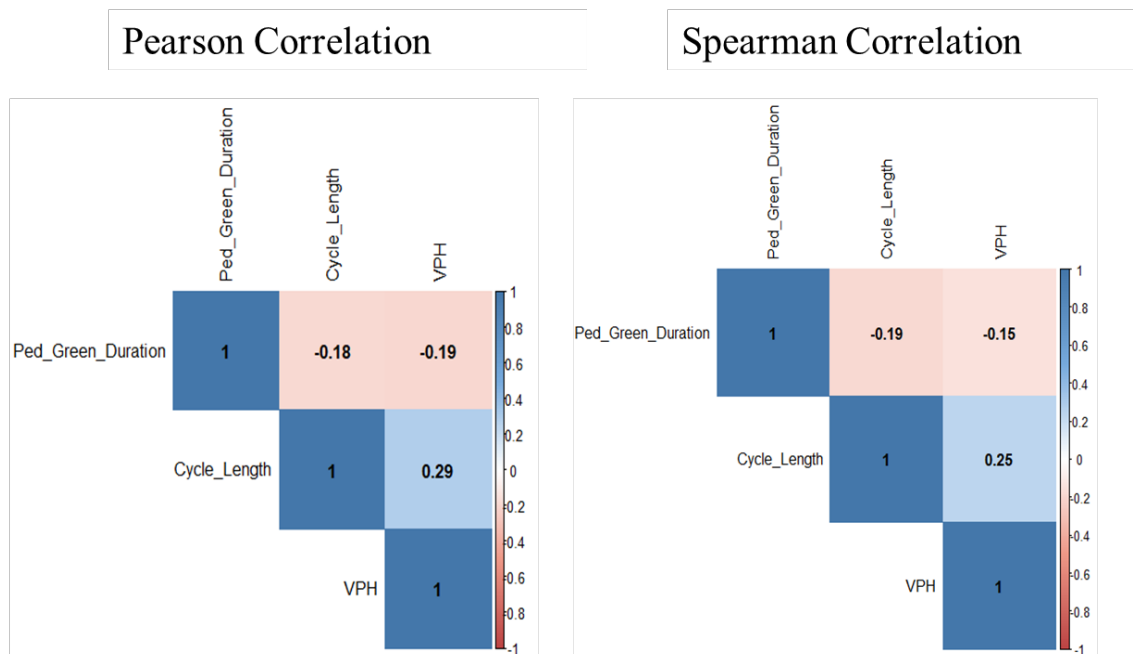 Pearson Correlation
Ped_Green_Duration
Cycle_Length
VPH
Ped_Green_Duration 1 -0.18 -0.19
Cycle_Length 1 0.29
VPH 1
1
0.8
0.6
0.4
0.2
0
-0.2
-0.4
-0.6
-0.8
-1
Spearman Correlation
Ped_Green_Duration
Cycle_Length
VPH
Ped_Green_Duration 1 -0.19 -0.15
Cycle_Length 1 0.25
VPH 1
1
0.8
0.6
0.4
0.2
0
-0.2
-0.4
-0.6
-0.8
-1